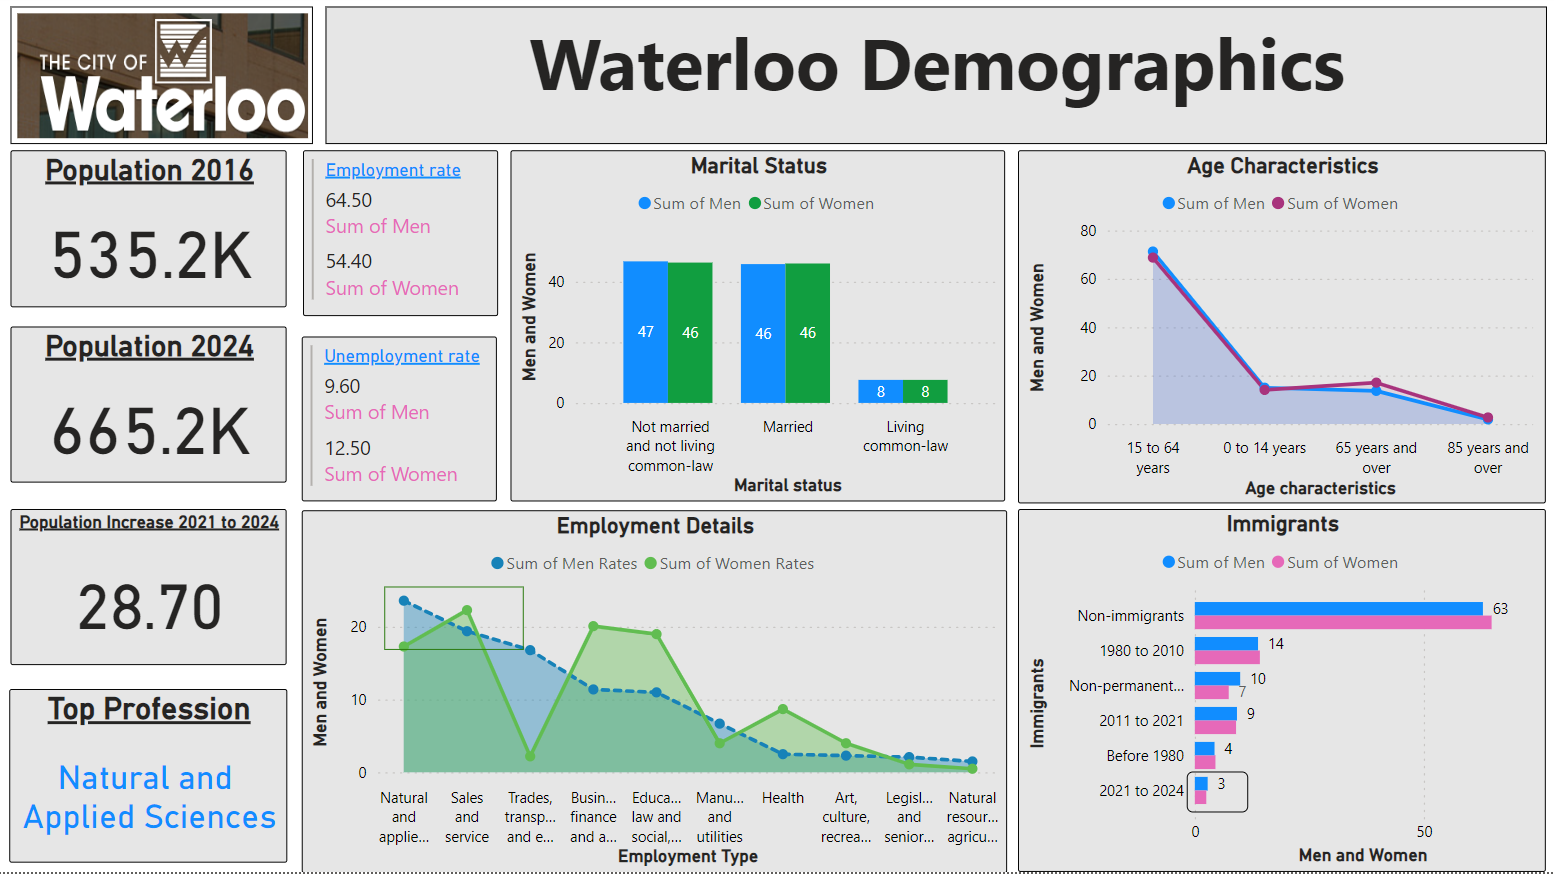 THE CITY OF
Waterloo
Waterloo Demographics
Population 2016
535.2K
Population 2024
665.2K
Population Increase 2021 to 2024
28.70
Top Profession
Natural and
Applied Sciences
Employment rate
64.50
Sum of Men
54.40
Sum of Women
Unemployment rate
9.60
Sum of Men
12.50
Sum of Women
Marital Status
Sum of Men Sum of Women
Men and Women
40
20
0
47 46 46 46 8 8
Not married
and not living
common-law
Married
Living
common-law
Marital status
Age Characteristics
Sum of Men Sum of Women
Men and Women
80
60
40
20
0
15 to 64
years
0 to 14 years
65 years and
over
85 years and
over
Age characteristics
Employment Details
Sum of Men Rates Sum of Women Rates
Men and Women
20
10
0
Natural
and
applie...
Sales
and
service
Trades,
transp...
and e...
Busin...
finance
and a...
Educa...
law and
social,...
Manu...
and
utilities
Health
Art,
culture,
recrea...
Legisl...
and
senior...
Natural
resour...
agricu...
Employment Type
Immigrants
Sum of Men Sum of Women
Immigrants
Non-immigrants 63
1980 to 2010 14
Non-permanent... 10
7
2011 to 2021 9
Before 1980 4
2021 to 2024 3
0 50
Men and Women